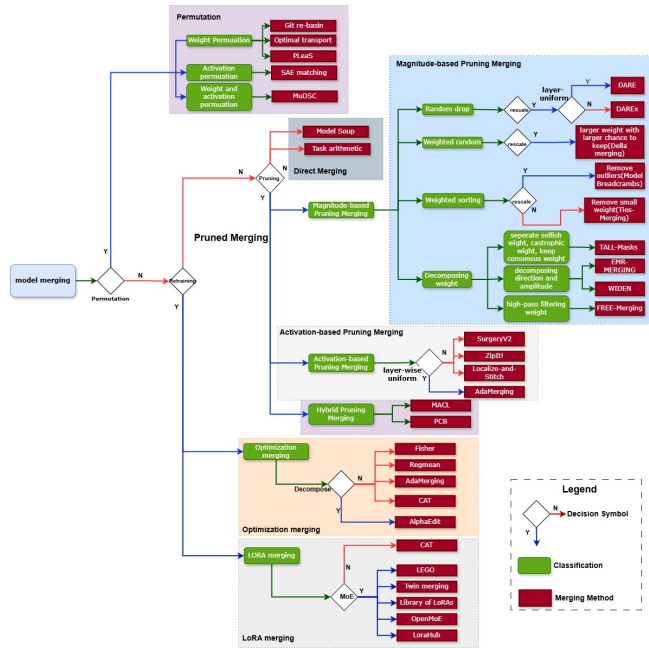 Permutation
Weight Permuation
Git re-basin
Optimal transport
PLeaS
Activation
permuation
SAE matching
Weight and
activation
permuation
MuDSC
Y
Magnitude-based Pruning Merging
Random drop
rescale
Y
layer-
uniform
Y
DARE
N
DAREx
Weighted random
rescale
Y
larger weight with
larger chance to
keep(Della
merging)
Weighted sorting
rescale
Y
Remove
outliers(Model
Breadcrambs)
N
Remove small
weight(Ties-
Merging)
Decomposing
weight
seperate selfish
wight, castrophic
wight, keep
consensus weight
TALL-Masks
decomposing
direction and
amplitude
EMR-
MERGING
WIDEN
high-pass filtering
weight
FREE-Merging
Model Soup
Task arithmetic
Direct Merging
N
Pruning
N
Y
Magnitude-based
Pruning Merging
Pruned Merging
model merging
Permutation
N
Retraining
Y
Activation-based Pruning Merging
Activation-based
Pruning Merging
layer-wise
uniform
N
Y
SurgeryV2
ZipIt!
Localize-and-
Stitch
AdaMerging
Hybrid Pruning
Merging
MACL
PCB
Optimization
merging
Decompose
N
Y
Fisher
Regmean
AdaMerging
CAT
AlphaEdit
Optimization merging
LORA merging
MoE
N
Y
CAT
LEGO
Twin merging
Library of LoRAs
OpenMoE
LoraHub
LoRA merging
Legend
N
Decision Symbol
Y
Classification
Merging Method